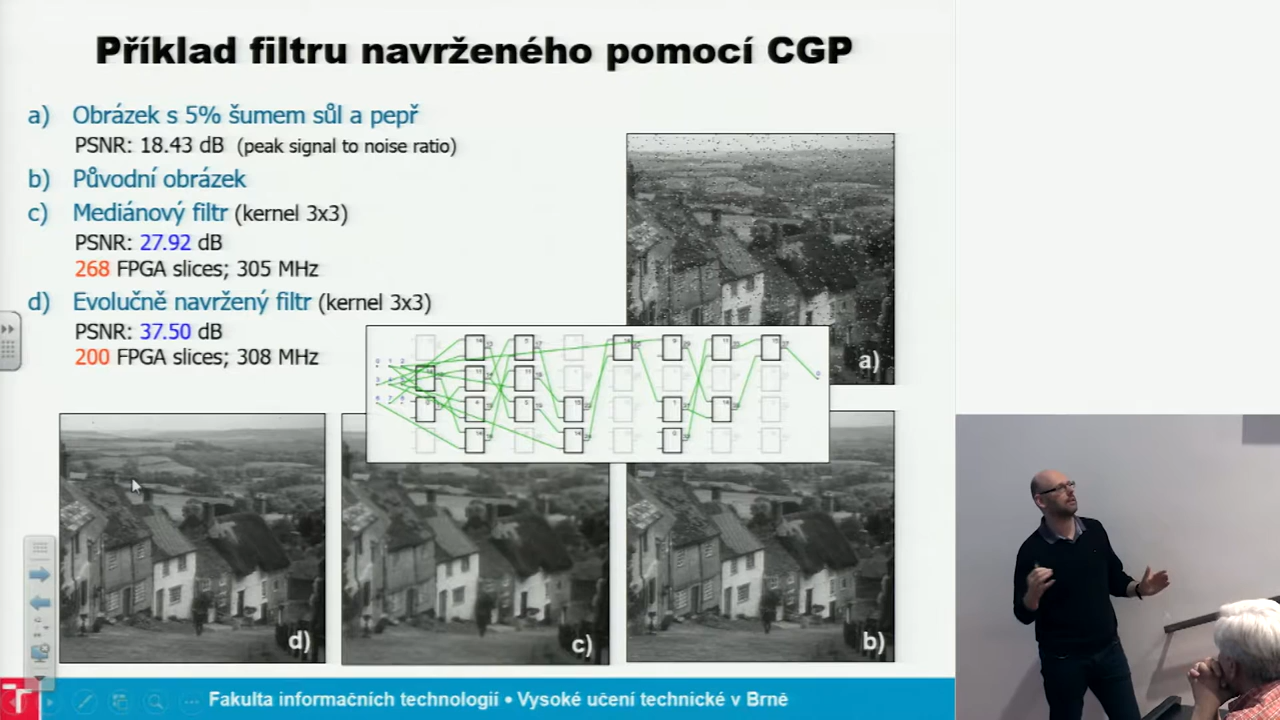 Příklad filtru navrženého pomocí CGP
a) Obrázek s 5% šumem sůl a pepř
PSNR: 18.43 dB (peak signal to noise ratio)
b) Původní obrázek
c) Mediánový filtr (kernel 3x3)
PSNR: 27.92 dB
268 FPGA slices; 305 MHz
d) Evolučně navržený filtr (kernel 3x3)
PSNR: 37.50 dB
200 FPGA slices; 308 MHz
a)
d)
c)
b)
Fakulta informačních technologií • Vysoké učení technické v Brně